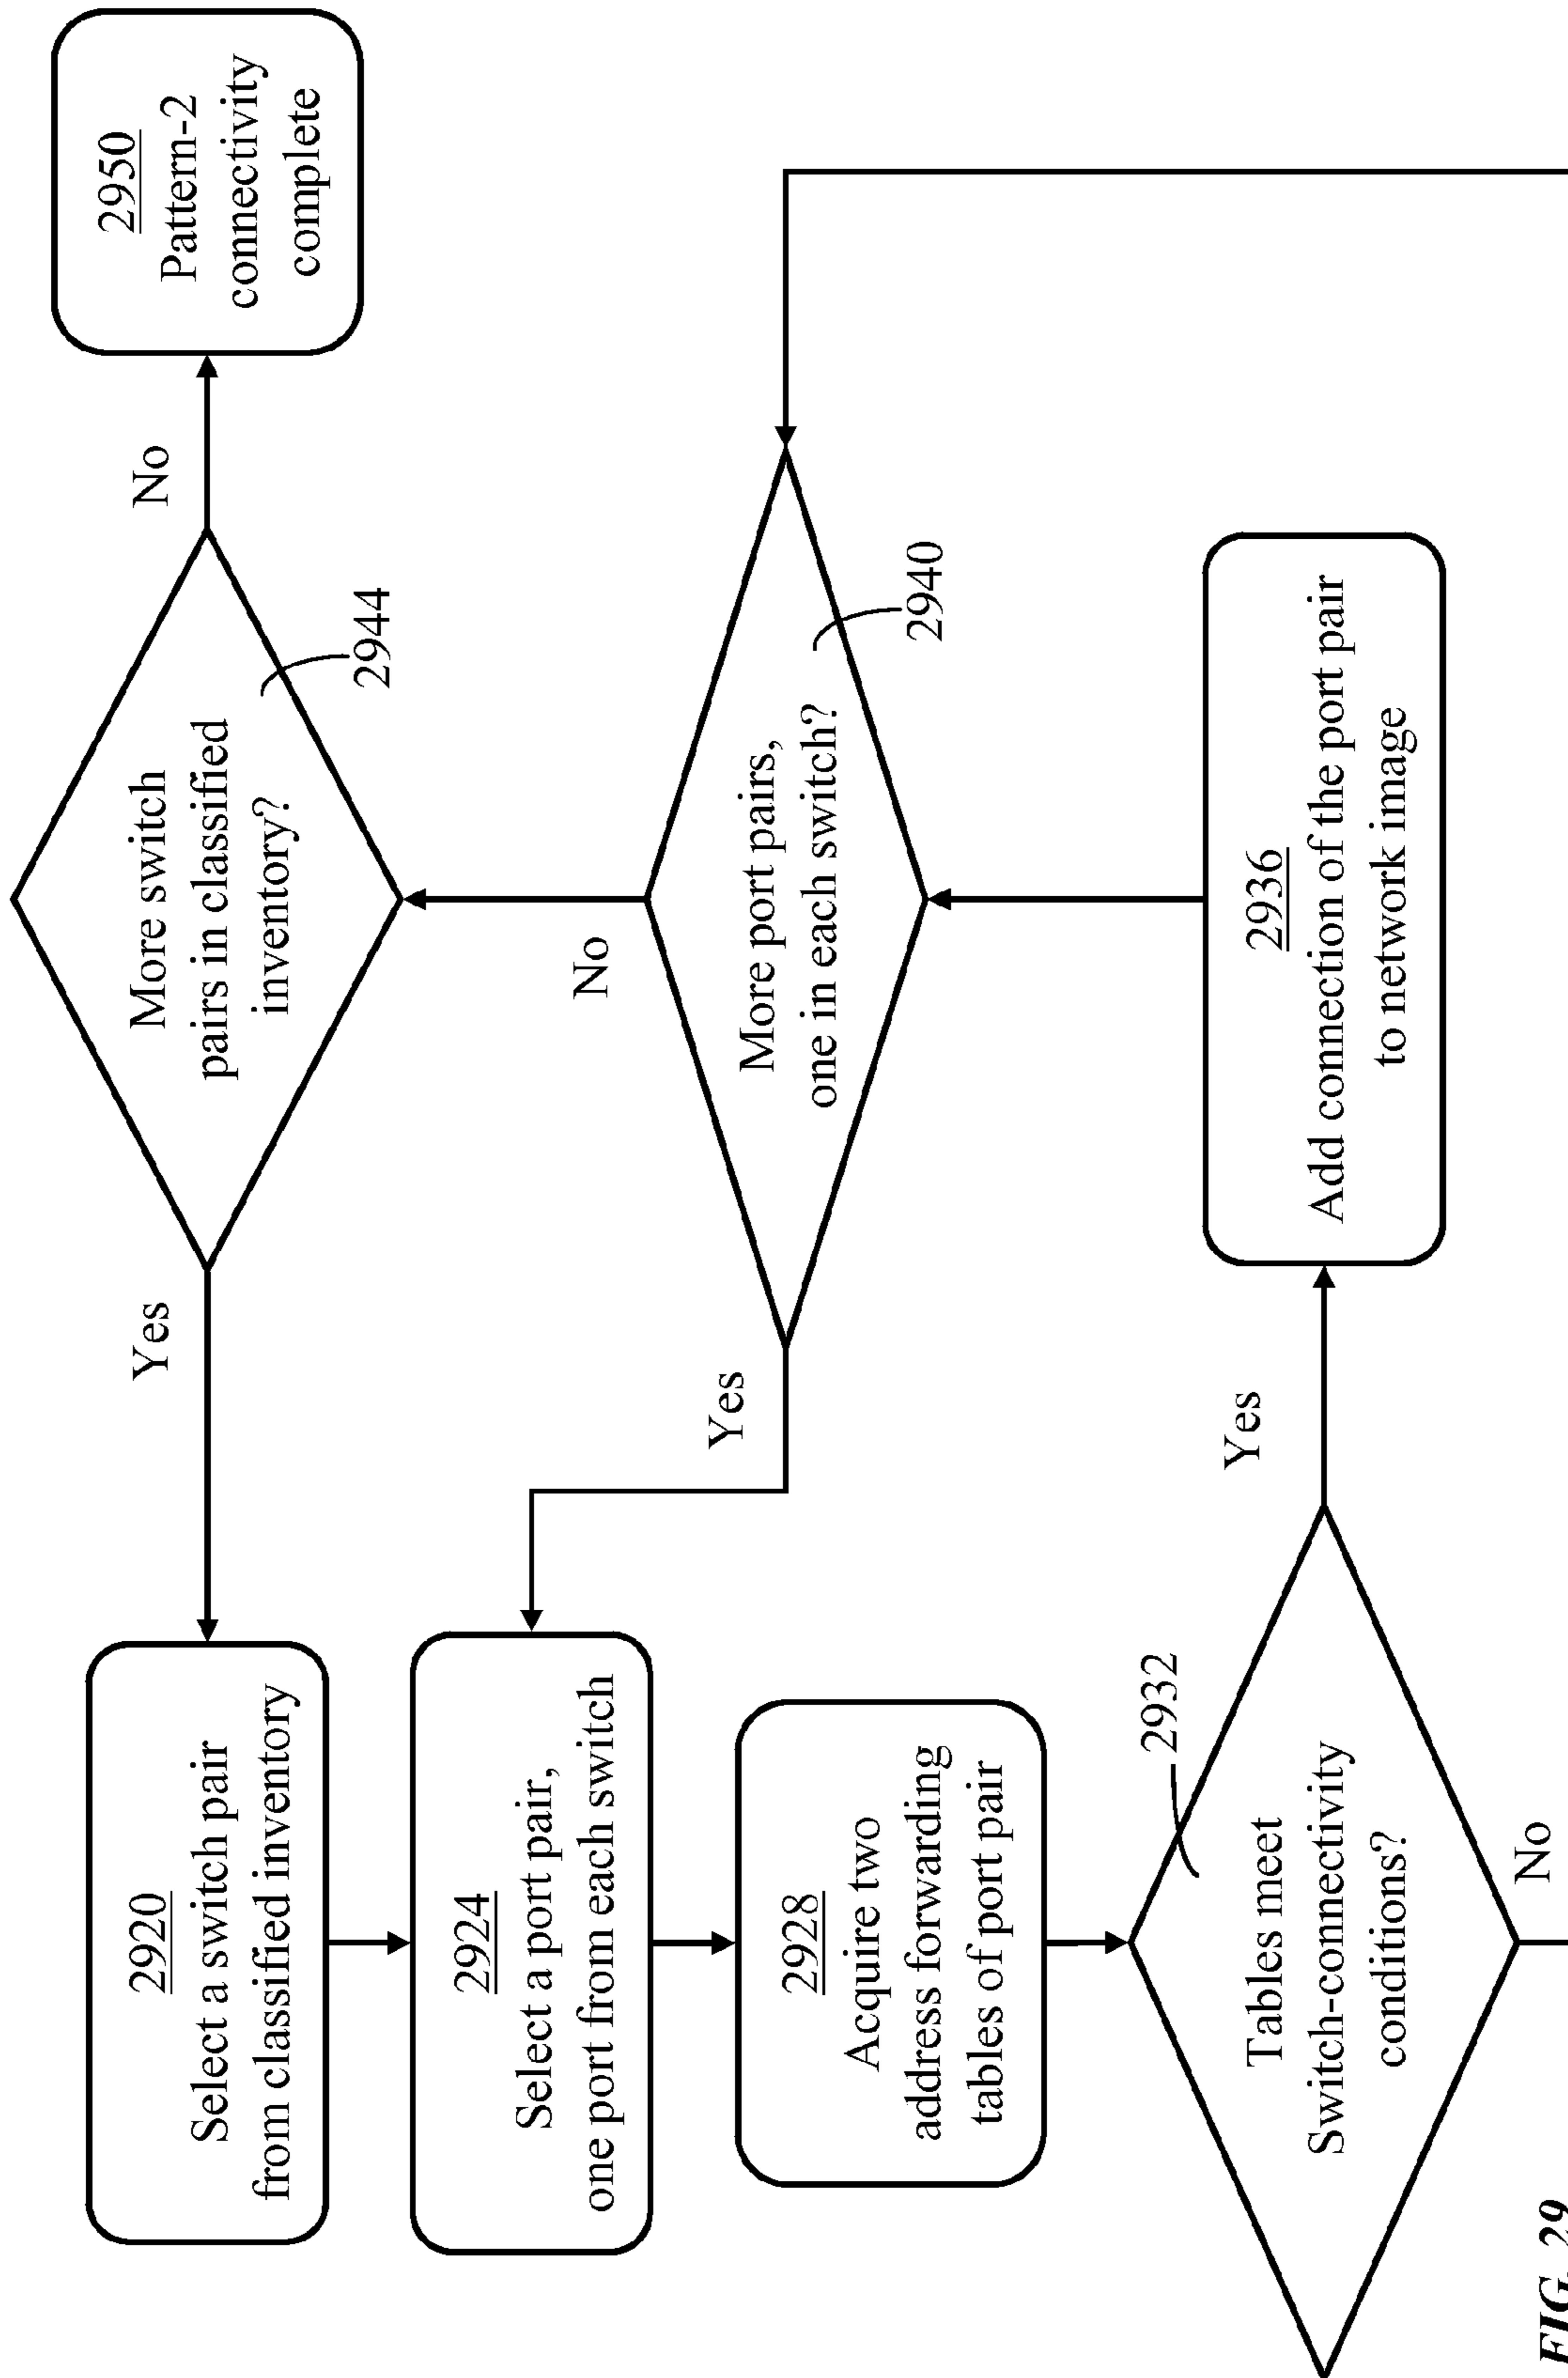 2920
Select a switch pair
from classified inventory
2924
Select a port pair,
one port from each switch
2928
Acquire two
address forwarding
tables of port pair
2932
Tables meet
Switch-connectivity
conditions?
Yes
No
2936
Add connection of the port pair
to network image
2940
More port pairs,
one in each switch?
Yes
No
2944
More switch
pairs in classified
inventory?
Yes
No
2950
Pattern-2
connectivity
complete
FIG. 29